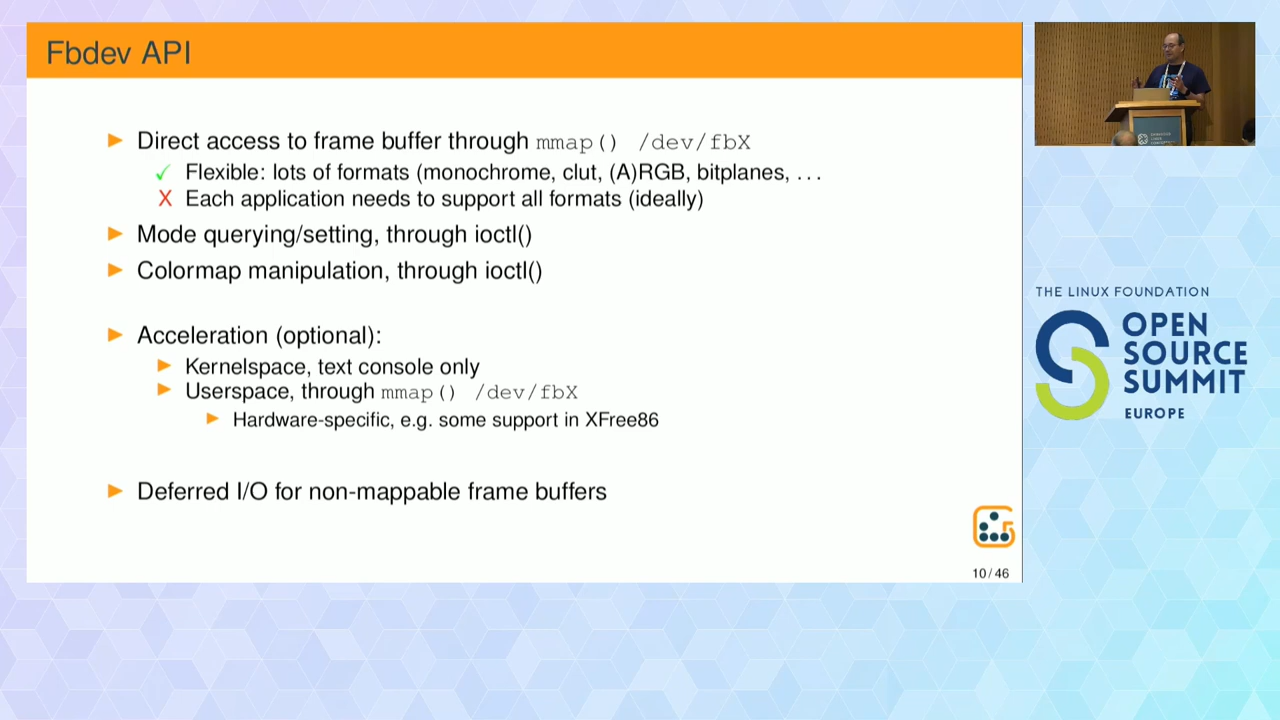 Fbdev API
Direct access to frame buffer through mmap() /dev/fbX
✓ Flexible: lots of formats (monochrome, clut, (A)RGB, bitplanes, ...
X Each application needs to support all formats (ideally)
Mode querying/setting, through ioctl()
Colormap manipulation, through ioctl()
Acceleration (optional):
Kernelspace, text console only
Userspace, through mmap() /dev/fbX
Hardware-specific, e.g. some support in XFree86
Deferred I/O for non-mappable frame buffers
10/46
THE LINUX FOUNDATION
OPEN
SOURCE
SUMMIT
EUROPE